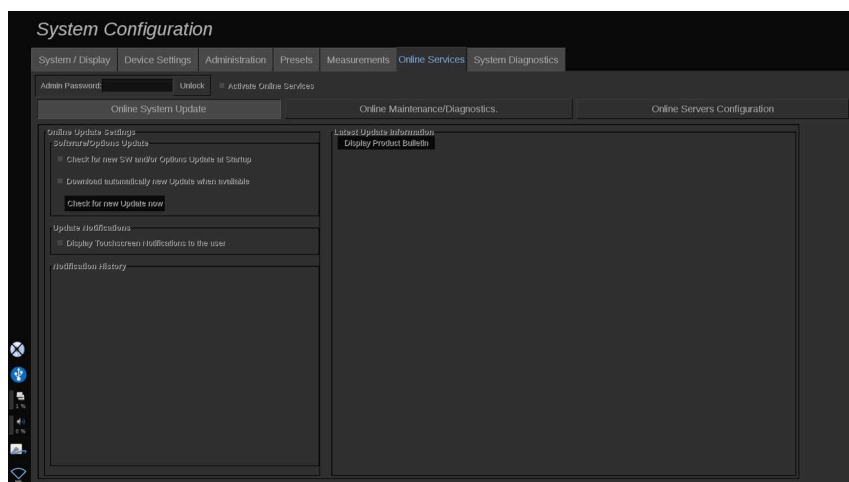 System Configuration
System / Display Device Settings Administration Presets Measurements Online Services System Diagnostics
Admin Password: Unlock Activate Online Services
Online System Update Online Maintenance/Diagnostics. Online Servers Configuration
Online Update Settings
Software/Options Update
Check for new SW and/or Options Update at Startup
Download automatically new Update when available
Check for new Update now
Update Notifications
Display Touchscreen Notifications to the user
Notification History
Latest Update Information
Display Product Bulletin
1 %
0 %